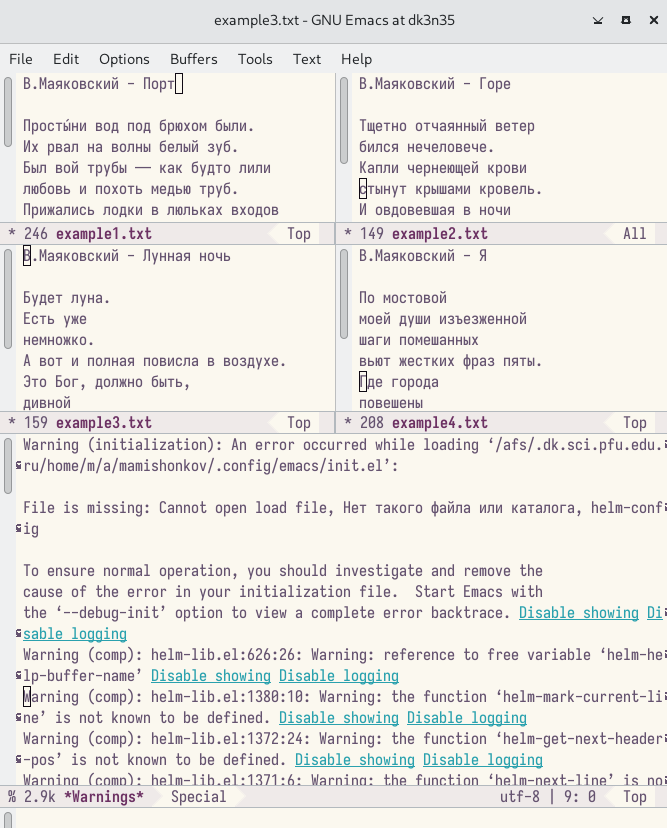 example3.txt - GNU Emacs at dk3n35
File Edit Options Buffers Tools Text Help
В.Маяковский - Порт
Просты́ни вод под брюхом были.
Их рвал на волны белый зуб.
Был вой трубы — как будто лили
любовь и похоть медью труб.
Прижались лодки в люльках входов
* 246 example1.txt Top
В.Маяковский - Горе
Тщетно отчаянный ветер
бился нечеловече.
Капли чернеющей крови
стынут крышами кровель.
И овдовевшая в ночи
* 149 example2.txt All
В.Маяковский - Лунная ночь
Будет луна.
Есть уже
немножко.
А вот и полная повисла в воздухе.
Это Бог, должно быть,
дивной
* 159 example3.txt Top
В.Маяковский - Я
По мостовой
моей души изъезженной
шаги помешанных
вьют жестких фраз пяты.
Где города
повешены
* 208 example4.txt Top
Warning (initialization): An error occurred while loading ‘/afs/.dk.sci.pfu.edu.
ru/home/m/a/mamishonkov/.config/emacs/init.el’:
File is missing: Cannot open load file, Нет такого файла или каталога, helm-conf
ig
To ensure normal operation, you should investigate and remove the
cause of the error in your initialization file.  Start Emacs with
the ‘--debug-init’ option to view a complete error backtrace. Disable showing Di
sable logging
Warning (comp): helm-lib.el:626:26: Warning: reference to free variable ‘helm-he
lp-buffer-name’ Disable showing Disable logging
Warning (comp): helm-lib.el:1380:10: Warning: the function ‘helm-mark-current-li
ne’ is not known to be defined. Disable showing Disable logging
Warning (comp): helm-lib.el:1372:24: Warning: the function ‘helm-get-next-header
-pos’ is not known to be defined. Disable showing Disable logging
Warning (comp): helm-lib.el:1371:6: Warning: the function ‘helm-next-line’ is no
% 2.9k *Warnings* Special utf-8 | 9: 0 Top